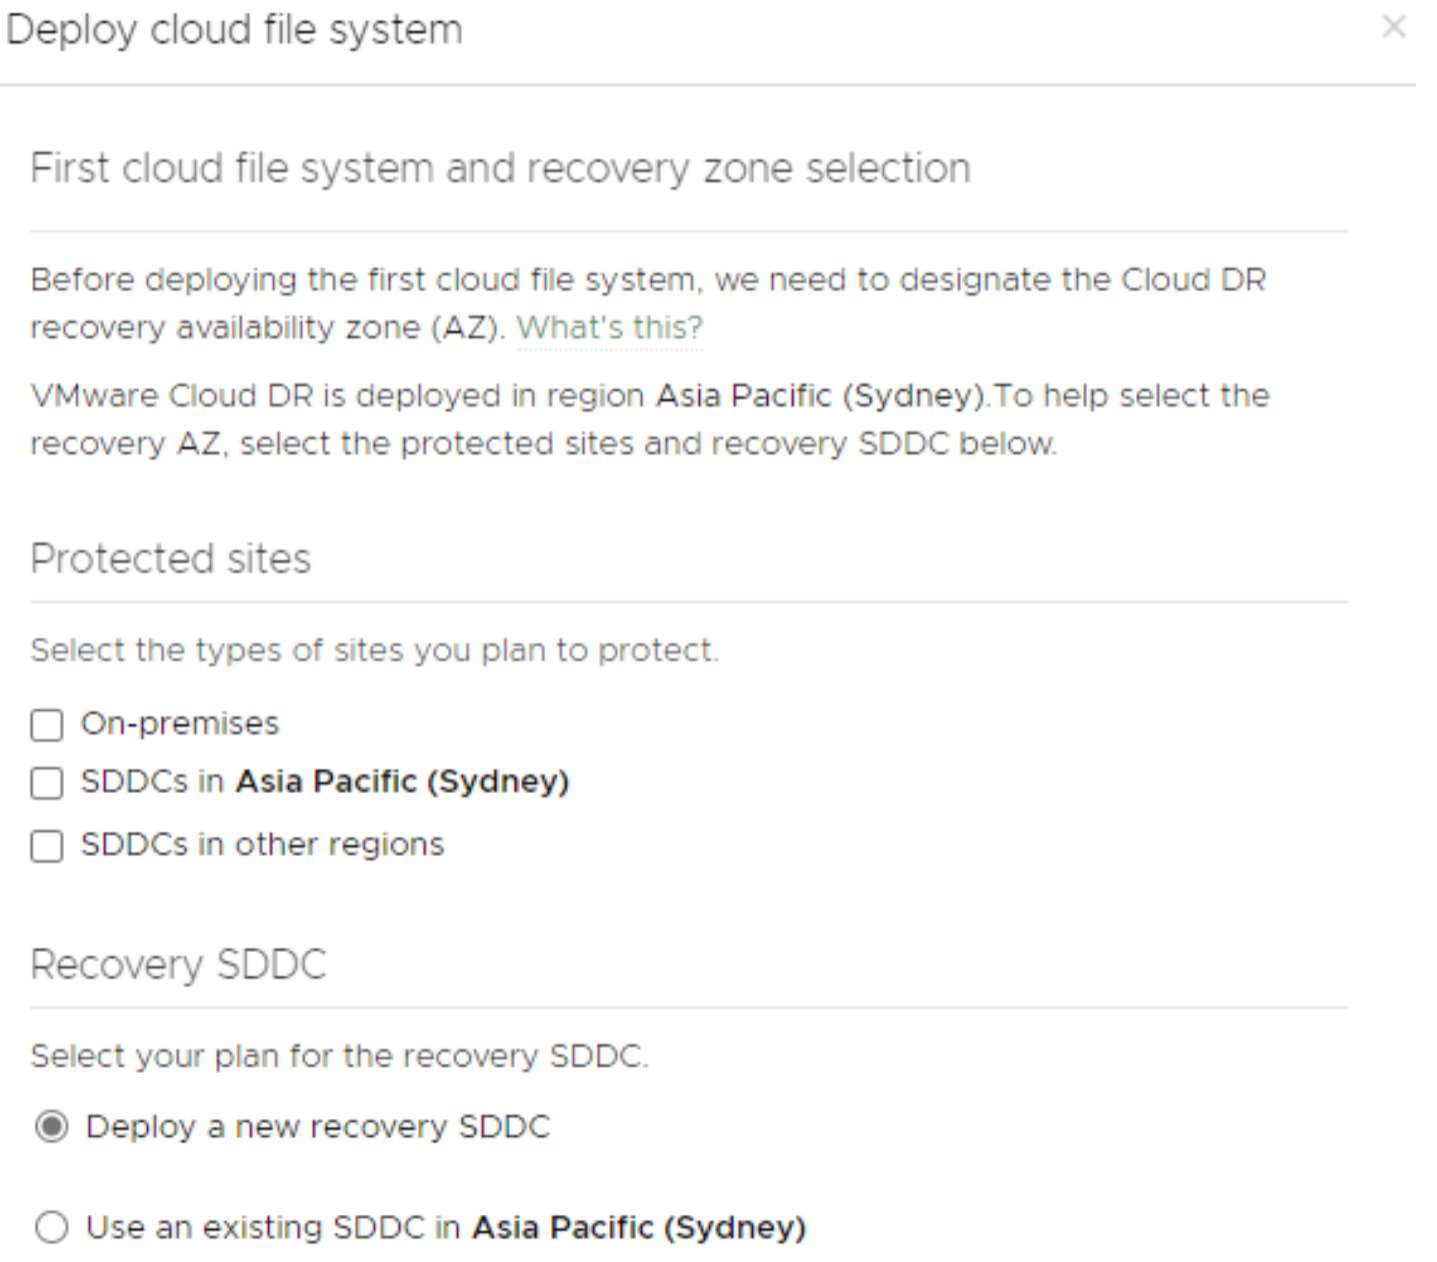 Deploy cloud file system
First cloud file system and recovery zone selection
Before deploying the first cloud file system, we need to designate the Cloud DR
recovery availability zone (AZ). What's this?
VMware Cloud DR is deployed in region Asia Pacific (Sydney).To help select the
recovery AZ, select the protected sites and recovery SDDC below.
Protected sites
Select the types of sites you plan to protect.
On-premises
SDDCs in Asia Pacific (Sydney)
SDDCs in other regions
Recovery SDDC
Select your plan for the recovery SDDC.
Deploy a new recovery SDDC
Use an existing SDDC in Asia Pacific (Sydney)